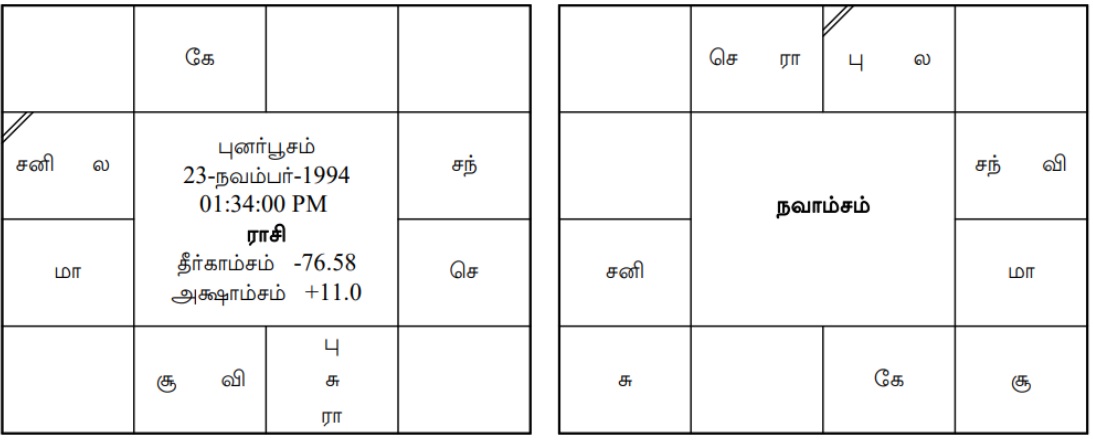 கே
சனி ல
புனர்பூசம்
23-நவம்பர்-1994
01:34:00 PM
ராசி
தீர்காம்சம் -76.58
அக்ஷாம்சம் +11.0
சந்
மா
செ
சூ வி
பு
சு
ரா
செ ரா
பு ல
நவாம்சம்
சந் வி
சனி
மா
சு
கே
சூ